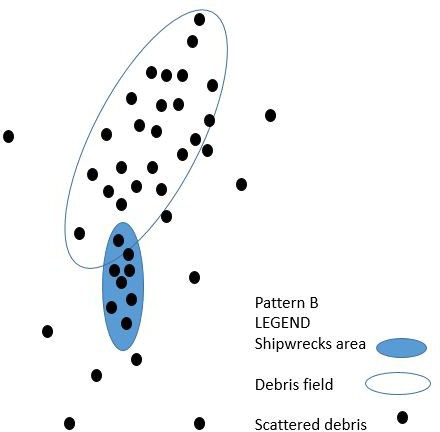 Pattern B
LEGEND
Shipwrecks area
Debris field
Scattered debris